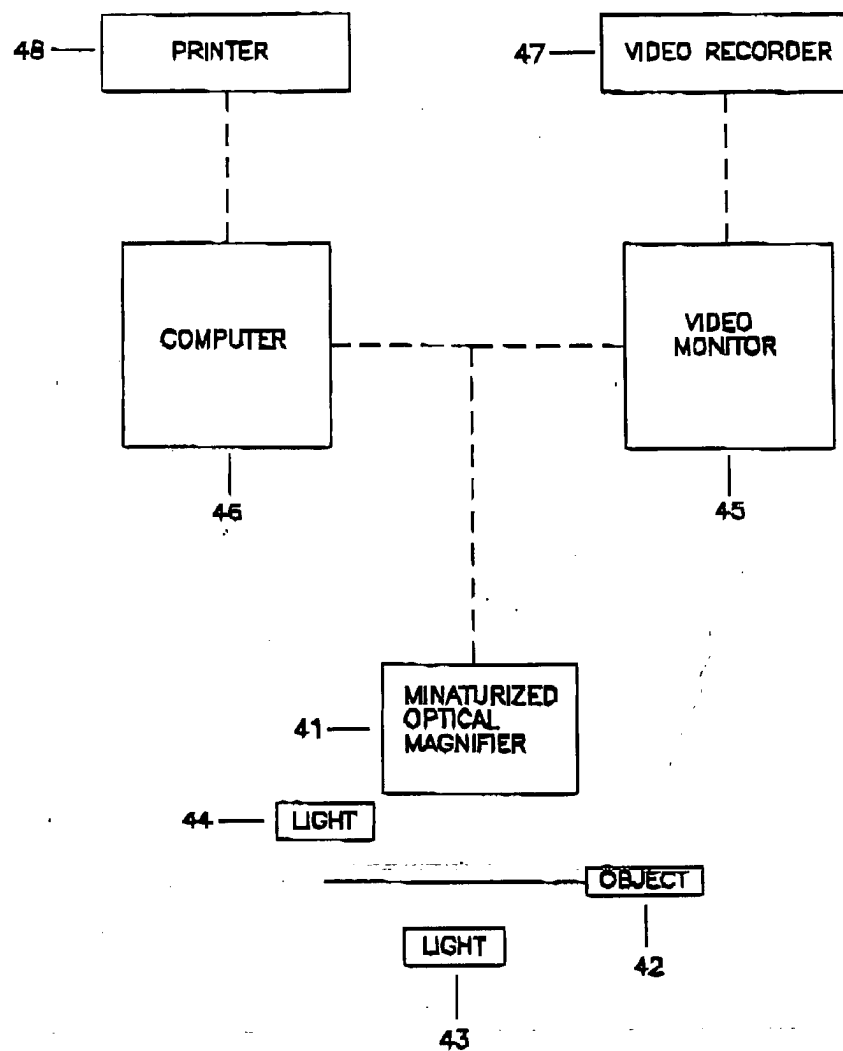 48
PRINTER
47
VIDEO RECORDER
COMPUTER
VIDEO
MONITOR
46
45
41
MINATURIZED
OPTICAL
MAGNIFIER
44
LIGHT
OBJECT
LIGHT
42
43